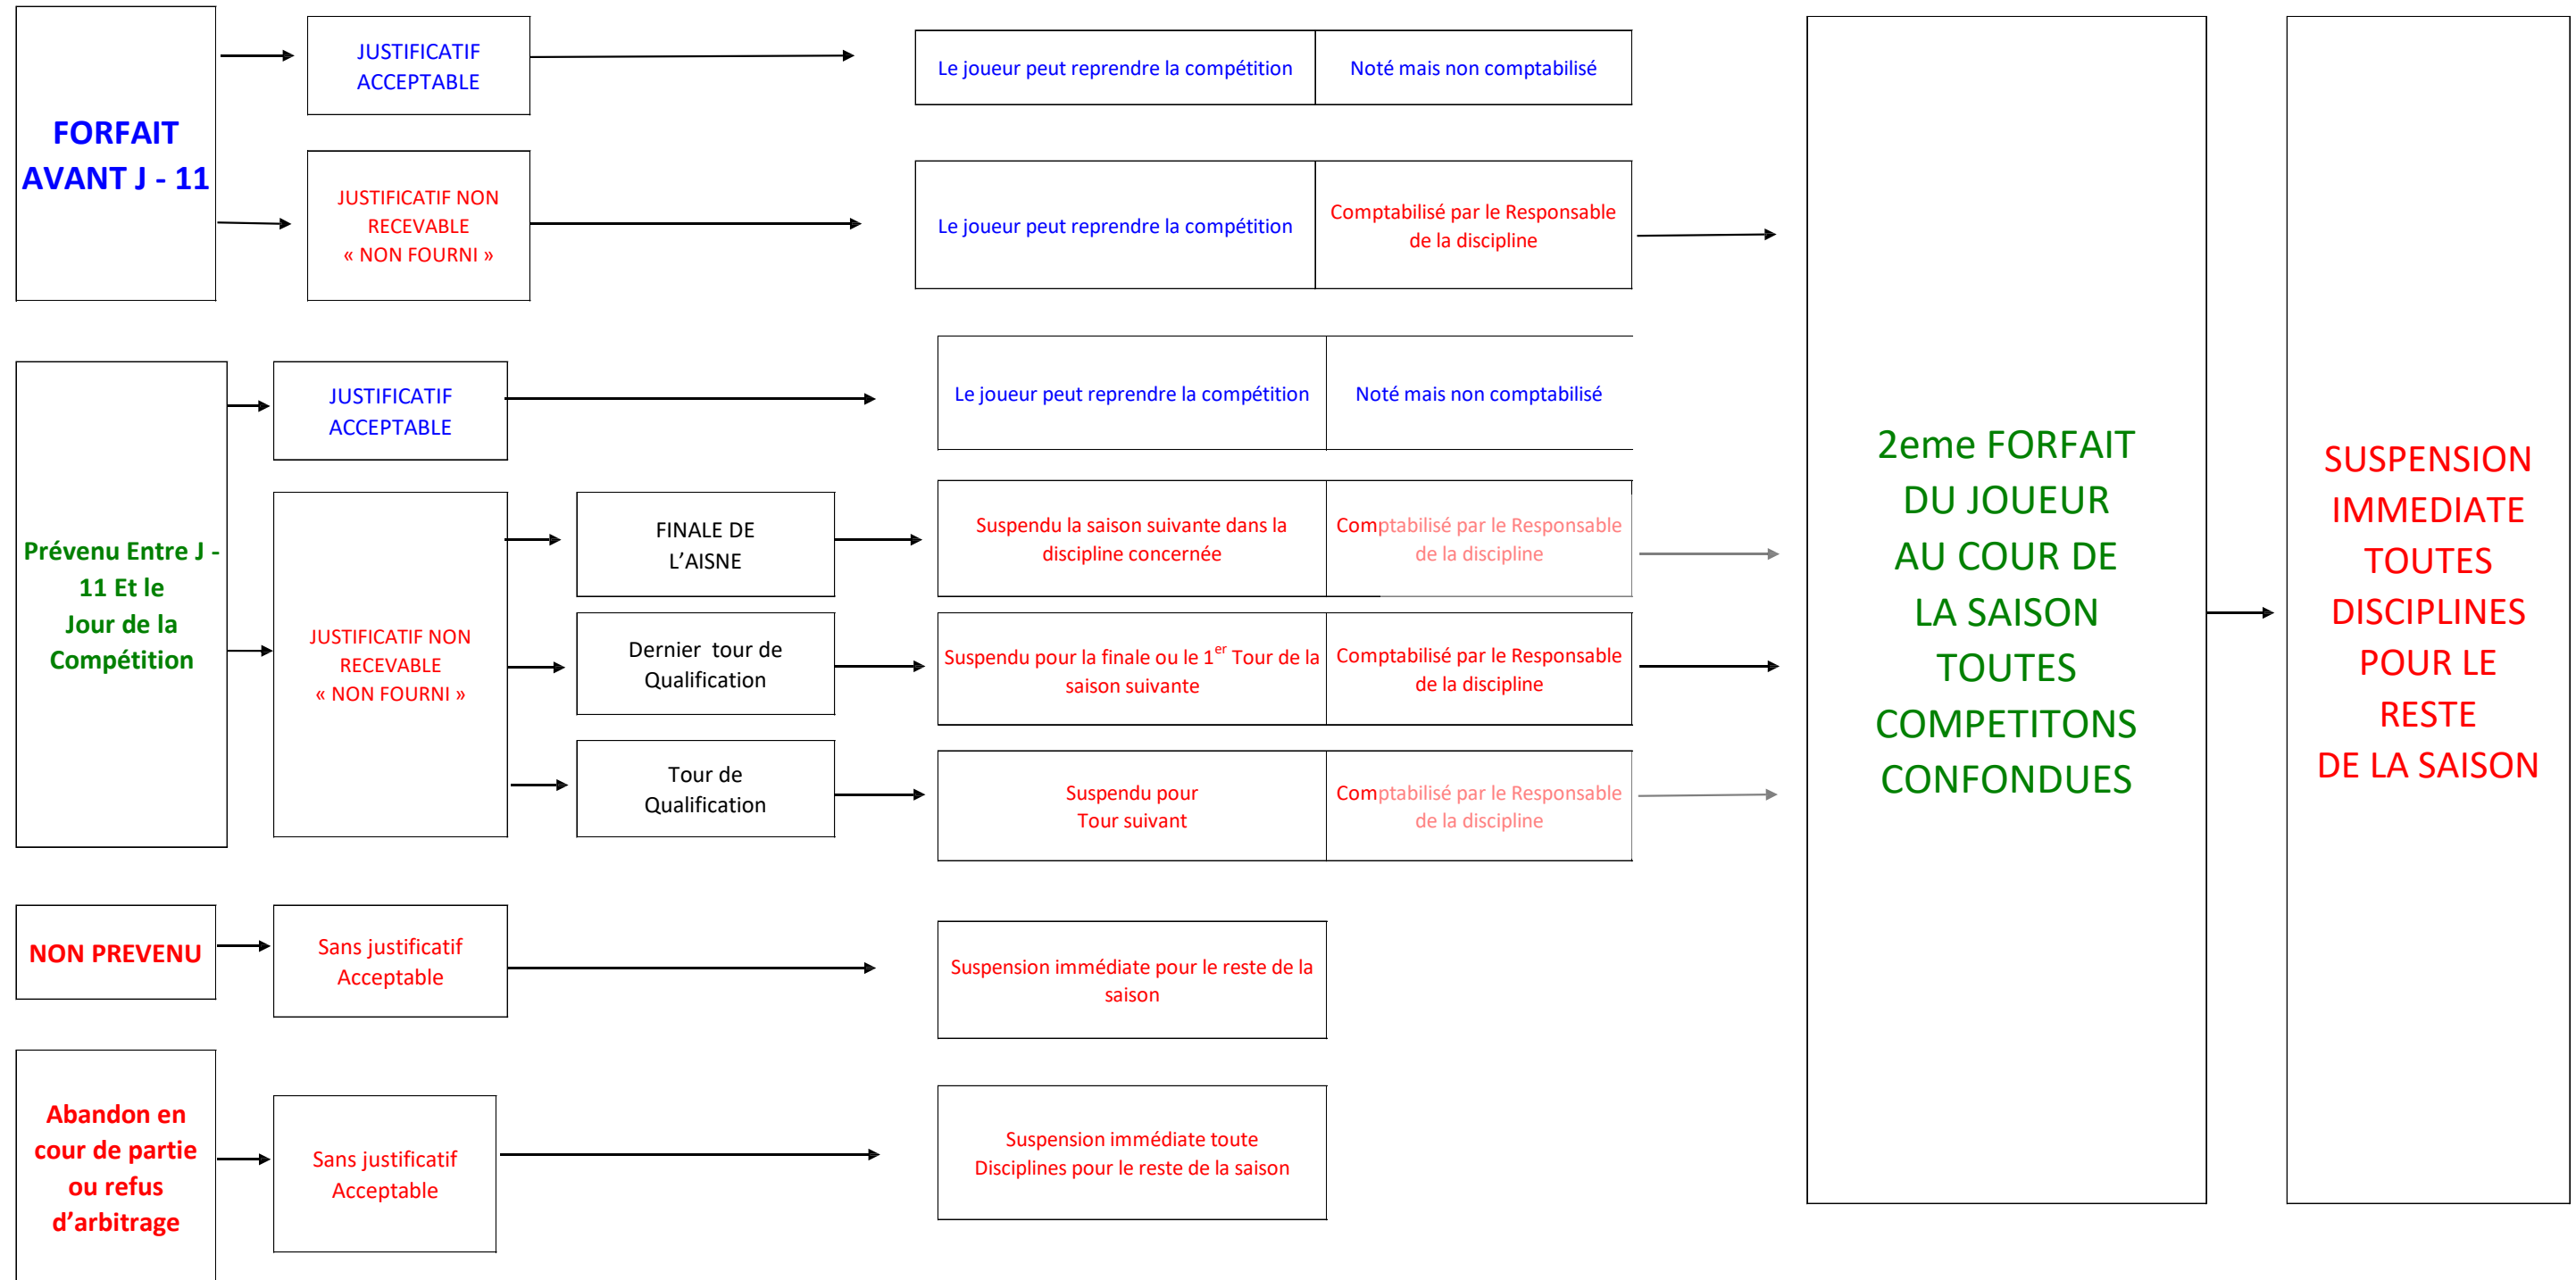 FORFAIT
AVANT J - 11
JUSTIFICATIF
ACCEPTABLE
Le joueur peut reprendre la compétition
Noté mais non comptabilisé
JUSTIFICATIF NON
RECEVABLE
« NON FOURNI »
Le joueur peut reprendre la compétition
Comptabilisé par le Responsable
de la discipline
Prévenu Entre J -
11 Et le
Jour de la
Compétition
JUSTIFICATIF
ACCEPTABLE
Le joueur peut reprendre la compétition
Noté mais non comptabilisé
JUSTIFICATIF NON
RECEVABLE
« NON FOURNI »
FINALE DE
L’AISNE
Suspendu la saison suivante dans la
discipline concernée
Comptabilisé par le Responsable
de la discipline
Dernier tour de
Qualification
Suspendu pour la finale ou le 1er Tour de la
saison suivante
Comptabilisé par le Responsable
de la discipline
Tour de
Qualification
Suspendu pour
Tour suivant
Comptabilisé par le Responsable
de la discipline
NON PREVENU
Sans justificatif
Acceptable
Suspension immédiate pour le reste de la
saison
Abandon en
cour de partie
ou refus
d’arbitrage
Sans justificatif
Acceptable
Suspension immédiate toute
Disciplines pour le reste de la saison
2eme FORFAIT
DU JOUEUR
AU COUR DE
LA SAISON
TOUTES
COMPETITONS
CONFONDUES
SUSPENSION
IMMEDIATE
TOUTES
DISCIPLINES
POUR LE
RESTE
DE LA SAISON